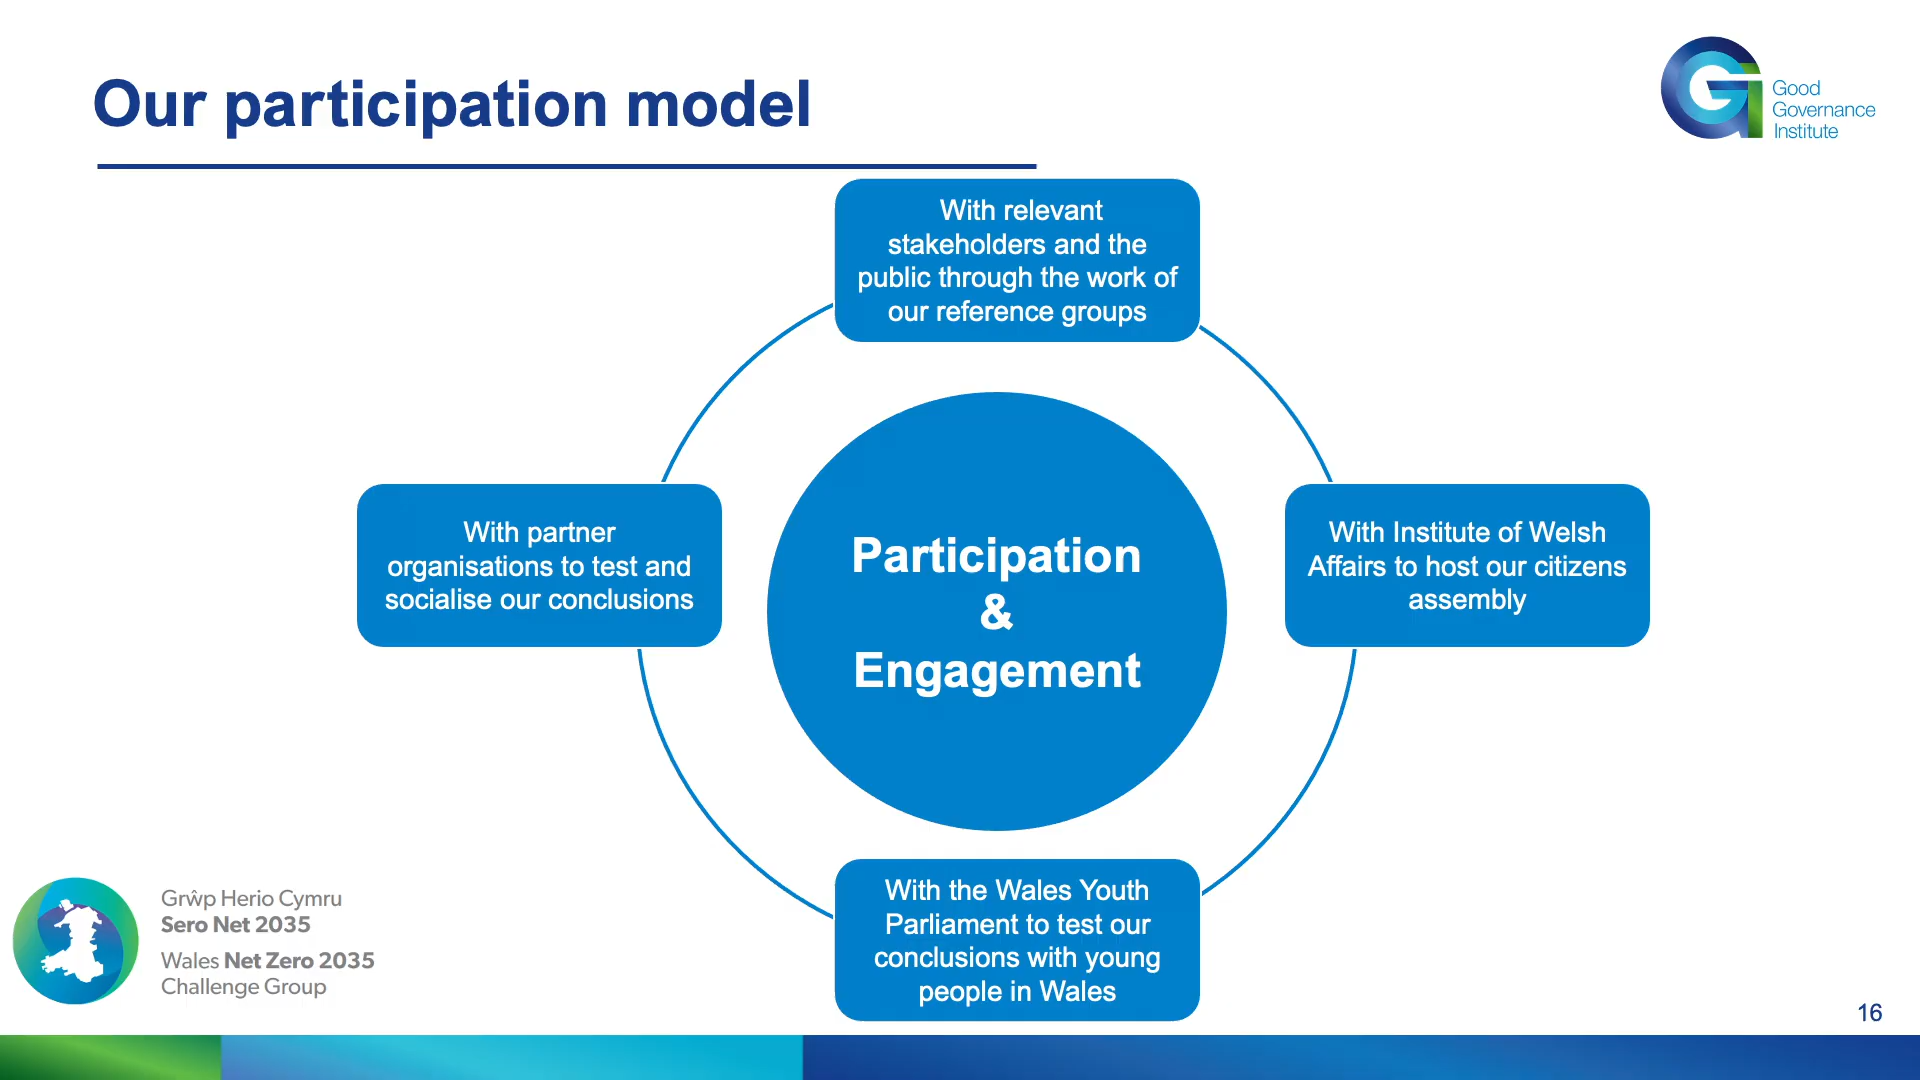 Our participation model
Good
Governance
Institute
With relevant
stakeholders and the
public through the work of
our reference groups
With partner
organisations to test and
socialise our conclusions
Participation
&
Engagement
With Institute of Welsh
Affairs to host our citizens
assembly
With the Wales Youth
Parliament to test our
conclusions with young
people in Wales
Grŵp Herio Cymru
Sero Net 2035
Wales Net Zero 2035
Challenge Group
16